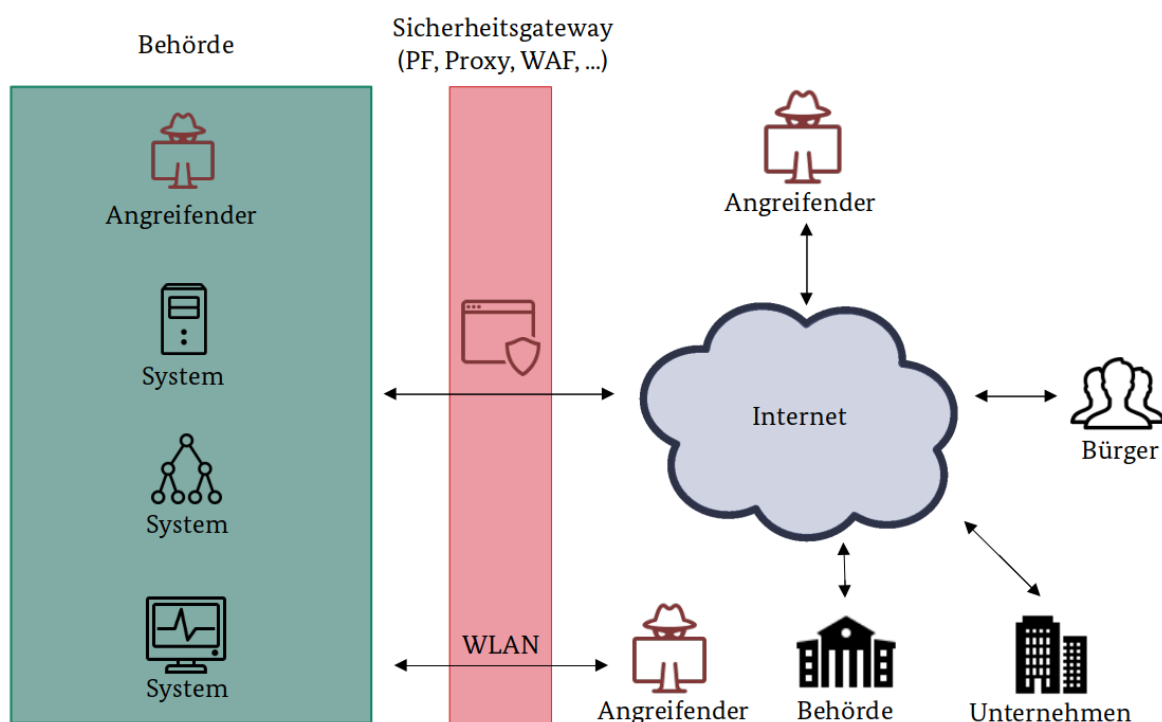 Behörde
Sicherheitsgateway
(PF, Proxy, WAF, ...)
Angreifender
Angreifender
System
Internet
Bürger
System
WLAN
System
Angreifender
Behörde
Unternehmen